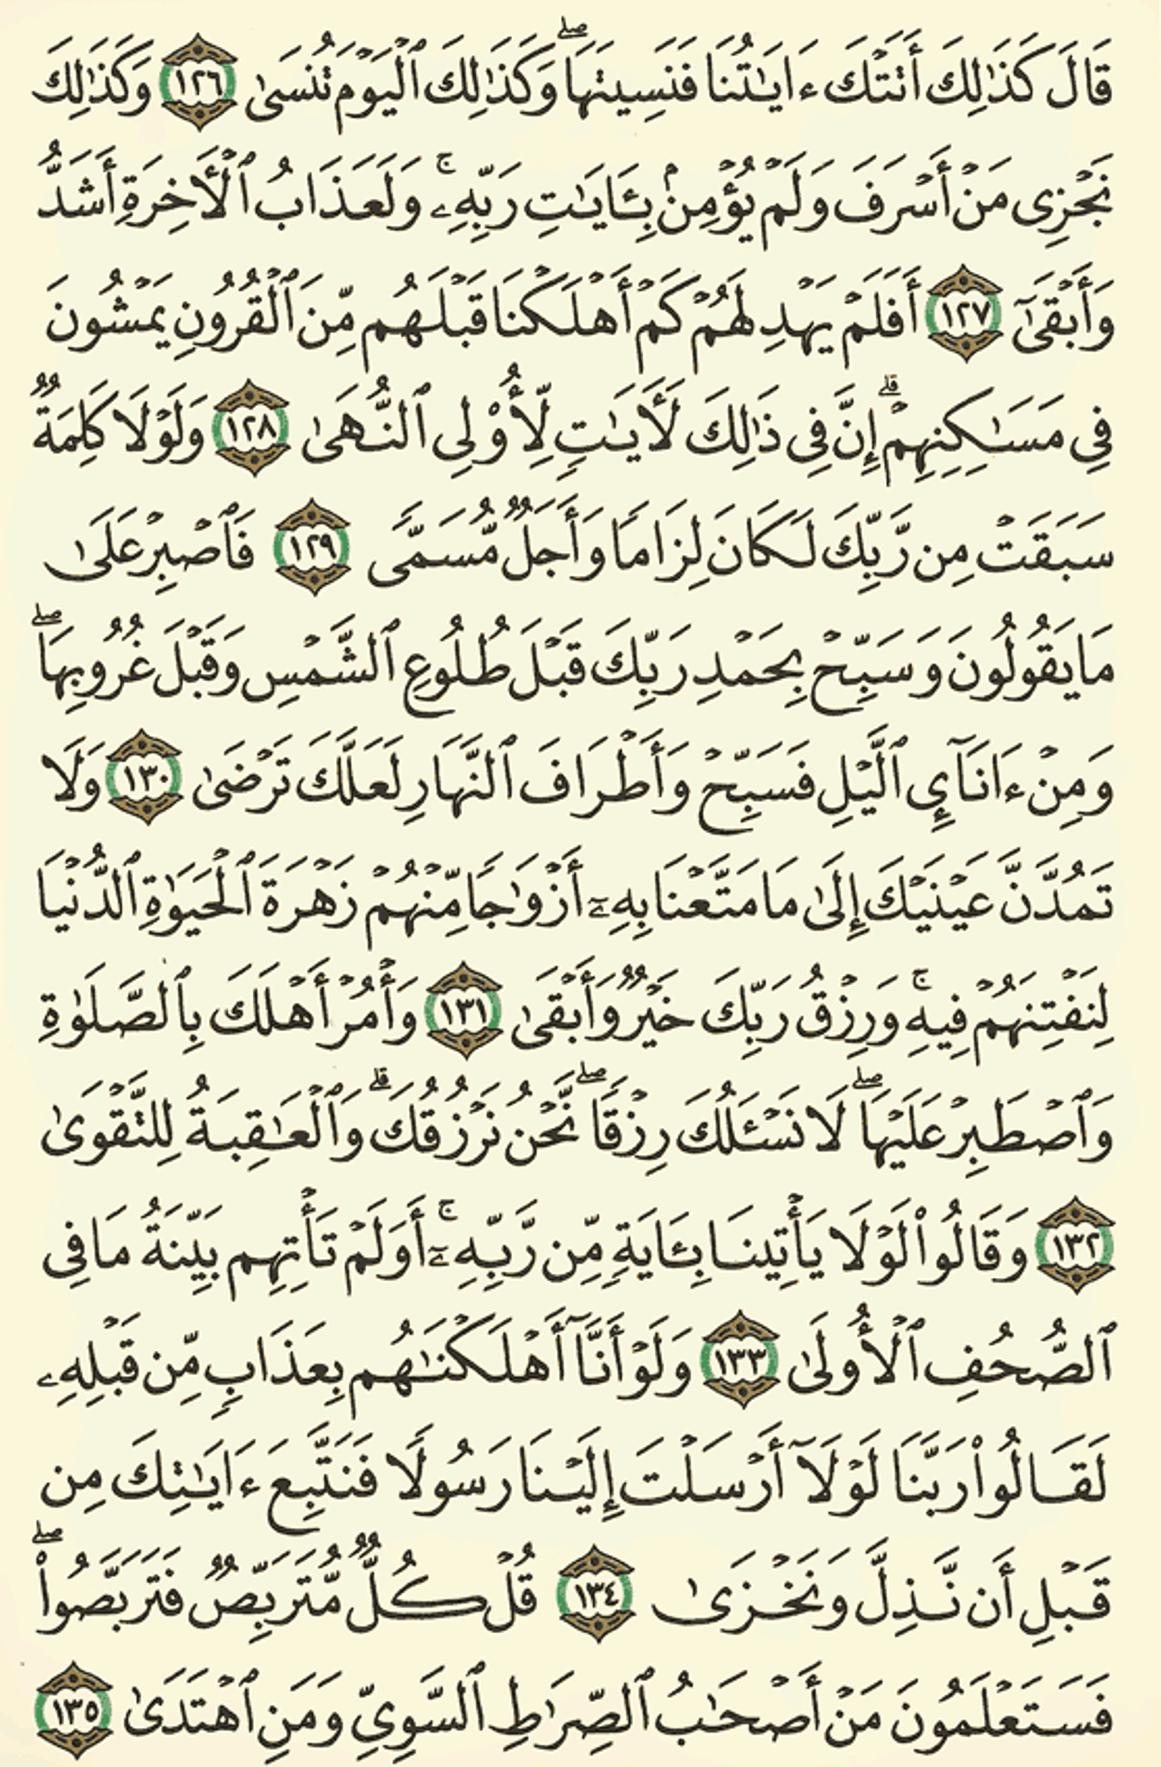 قَالَ كَذَٰلِكَ أَتَتْكَ ءَايَٰتُنَا فَنَسِيتَهَا ۖ وَكَذَٰلِكَ ٱلْيَوْمَ تُنسَىٰ ١٢٦ وَكَذَٰلِكَ
نَجْزِى مَنْ أَسْرَفَ وَلَمْ يُؤْمِنۢ بِـَٔايَٰتِ رَبِّهِۦ ۚ وَلَعَذَابُ ٱلْأَخِرَةِ أَشَدُّ
وَأَبْقَىٰٓ ١٢٧ أَفَلَمْ يَهْدِ لَهُمْ كَمْ أَهْلَكْنَا قَبْلَهُم مِّنَ ٱلْقُرُونِ يَمْشُونَ
فِى مَسَٰكِنِهِمْ ۗ إِنَّ فِى ذَٰلِكَ لَأَيَٰتٍ لِّأُو۟لِى ٱلنُّهَىٰ ١٢٨ وَلَوْلَا كَلِمَةٌ
سَبَقَتْ مِن رَّبِّكَ لَكَانَ لِزَامًا وَأَجَلٌ مُّسَمًّى ١٢٩ فَٱصْبِرْ عَلَىٰ
مَا يَقُولُونَ وَسَبِّحْ بِحَمْدِ رَبِّكَ قَبْلَ طُلُوعِ ٱلشَّمْسِ وَقَبْلَ غُرُوبِهَا ۖ
وَمِنْ ءَانَآئِ ٱلَّيْلِ فَسَبِّحْ وَأَطْرَافَ ٱلنَّهَارِ لَعَلَّكَ تَرْضَىٰ ١٣٠ وَلَا
تَمُدَّنَّ عَيْنَيْكَ إِلَىٰ مَا مَتَّعْنَا بِهِۦٓ أَزْوَٰجًا مِّنْهُمْ زَهْرَةَ ٱلْحَيَوٰةِ ٱلدُّنْيَا
لِنَفْتِنَهُمْ فِيهِ ۚ وَرِزْقُ رَبِّكَ خَيْرٌ وَأَبْقَىٰ ١٣١ وَأْمُرْ أَهْلَكَ بِٱلصَّلَوٰةِ
وَٱصْطَبِرْ عَلَيْهَا ۖ لَا نَسْـَٔلُكَ رِزْقًا ۖ نَّحْنُ نَرْزُقُكَ ۗ وَٱلْعَٰقِبَةُ لِلتَّقْوَىٰ
١٣٢ وَقَالُوا۟ لَوْلَا يَأْتِينَا بِـَٔايَةٍ مِّن رَّبِّهِۦٓ ۚ أَوَلَمْ تَأْتِهِم بَيِّنَةُ مَا فِى
ٱلصُّحُفِ ٱلْأُولَىٰ ١٣٣ وَلَوْ أَنَّآ أَهْلَكْنَٰهُم بِعَذَابٍ مِّن قَبْلِهِۦ
لَقَالُوا۟ رَبَّنَا لَوْلَآ أَرْسَلْتَ إِلَيْنَا رَسُولًا فَنَتَّبِعَ ءَايَٰتِكَ مِن
قَبْلِ أَن نَّذِلَّ وَنَخْزَىٰ ١٣٤ قُلْ كُلٌّ مُّتَرَبِّصٌ فَتَرَبَّصُوا۟ ۖ
فَسَتَعْلَمُونَ مَنْ أَصْحَٰبُ ٱلصِّرَٰطِ ٱلسَّوِىِّ وَمَنِ ٱهْتَدَىٰ ١٣٥